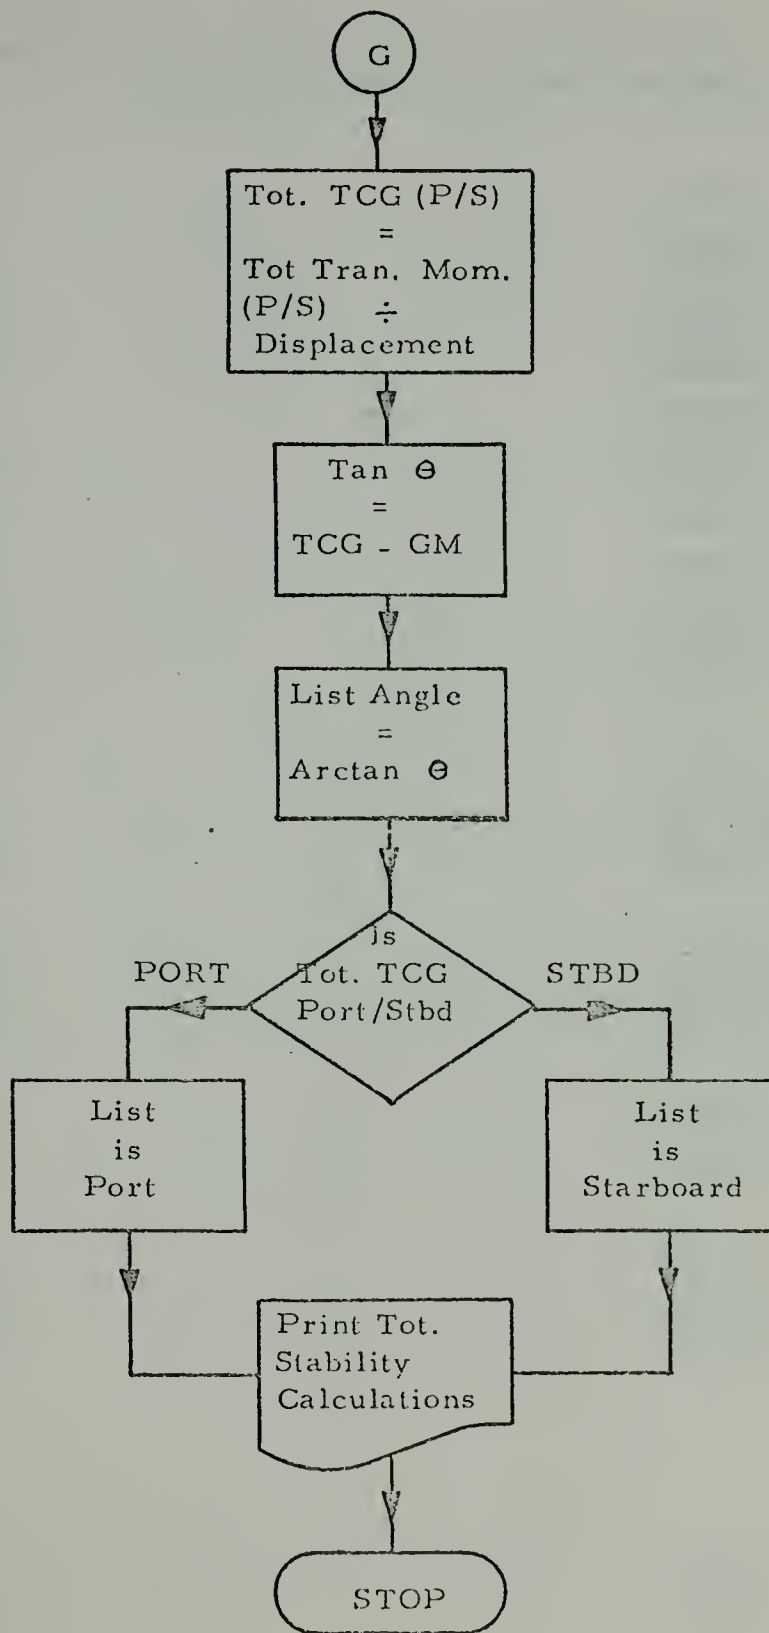 G
Tot. TCG (P/S)
=
Tot Tran. Mom.
(P/S) ÷
Displacement
Tan Θ
=
TCG - GM
List Angle
=
Arctan Θ
is
Tot. TCG
Port/Stbd
PORT
STBD
List
is
Port
List
is
Starboard
Print Tot.
Stability
Calculations
STOP